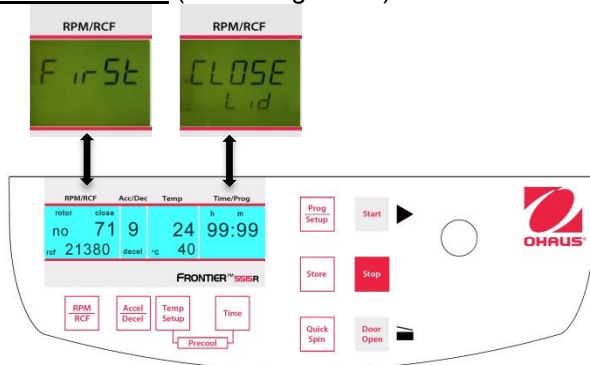 RPM/RCF
RPM/RCF
FirSt
CLOSE
Lid
RPM/RCF Acc/Dec Temp Time/Prog
rotor close h m
no 71 9 24 99:99
rcf 21380 decel °C 40
FRONTIER™ 5515R
RPM
RCF
Accel
Decel
Temp
Setup
Time
Precool
Prog
Setup
Start
Store
Stop
Quick
Spin
Door
Open
OHAUS®